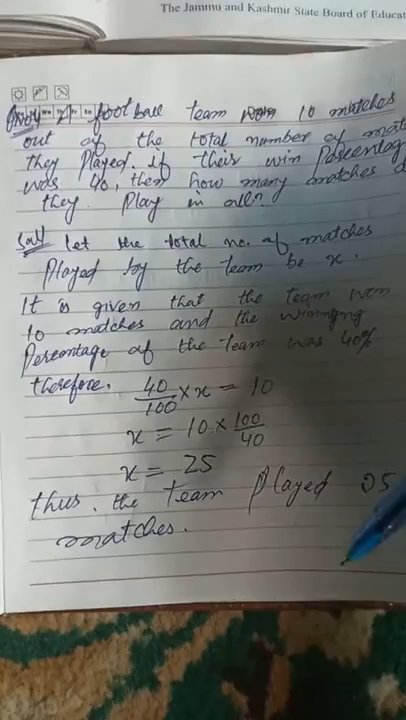 The Jammu and Kashmir State Board of Educat
football team won 10 matches
out of the total number of mat
they Played. if their win Percentag
was 40, then how many matches d
they Play in all?
Sol let the total no. of matches
Played by the team be x.
It is given that the team won
10 matches and the winning
Percentage of the team was 40%
therefore, 40/100 × x = 10
x = 10 × 100/40
x = 25
thus, the team Played 25
matches.